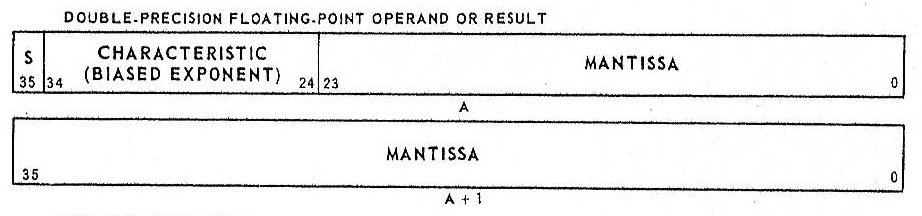 DOUBLE-PRECISION FLOATING-POINT OPERAND OR RESULT
S CHARACTERISTIC MANTISSA
(BIASED EXPONENT)
35 34 24 23 0
A
MANTISSA
35 0
A + 1